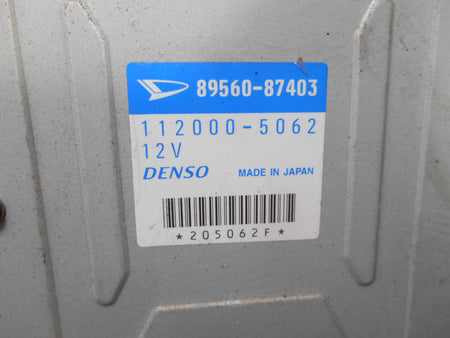 89560-87403
112000-5062
12V
DENSO MADE IN JAPAN
*205062F*